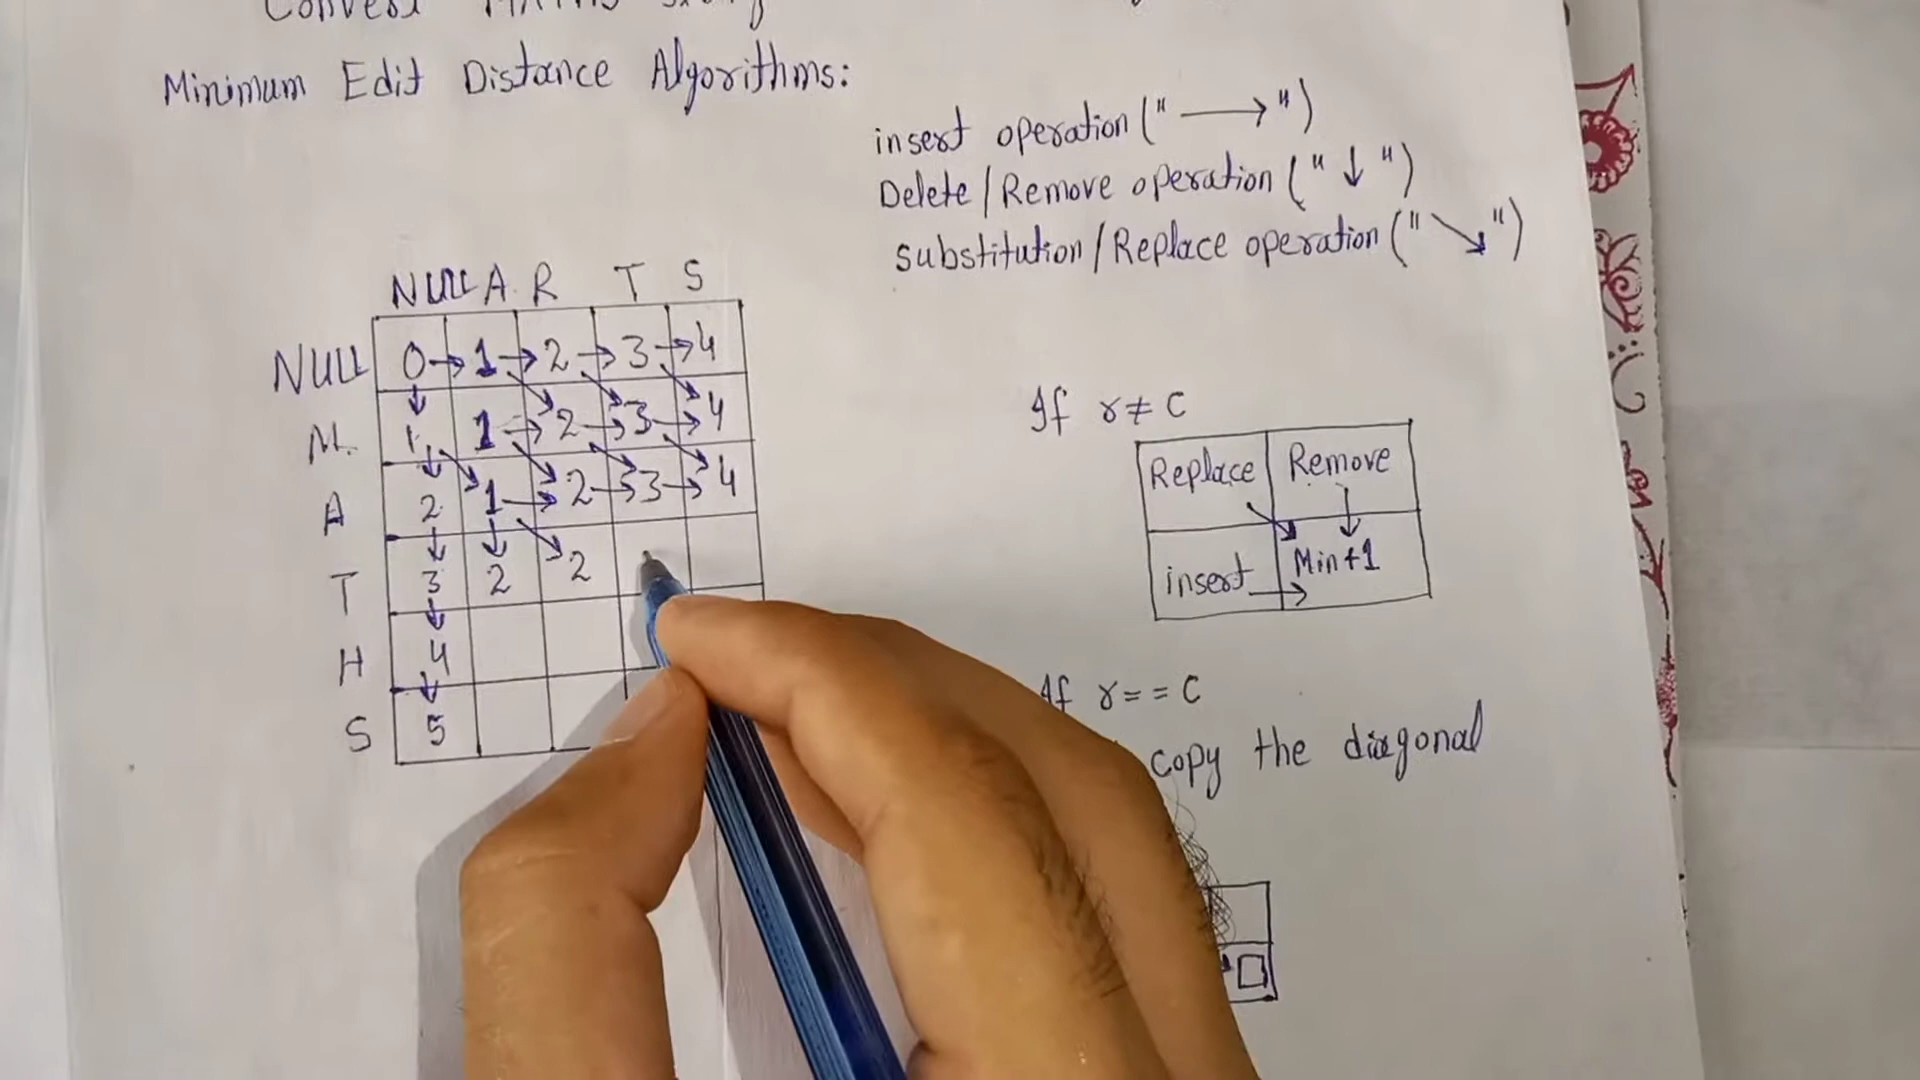 Minimum Edit Distance Algorithms:
insert operation ("→")
Delete/Remove operation ("↓")
substitution/Replace operation ("↘")
NULL A R T S
NULL 0→1→2→3→4
M 1 1→2→3→4
A 2 1→2→3→4
T 3 2 2
H 4
S 5
If r≠C
Replace Remove
insert→ Min+1
If r==C
copy the diagonal